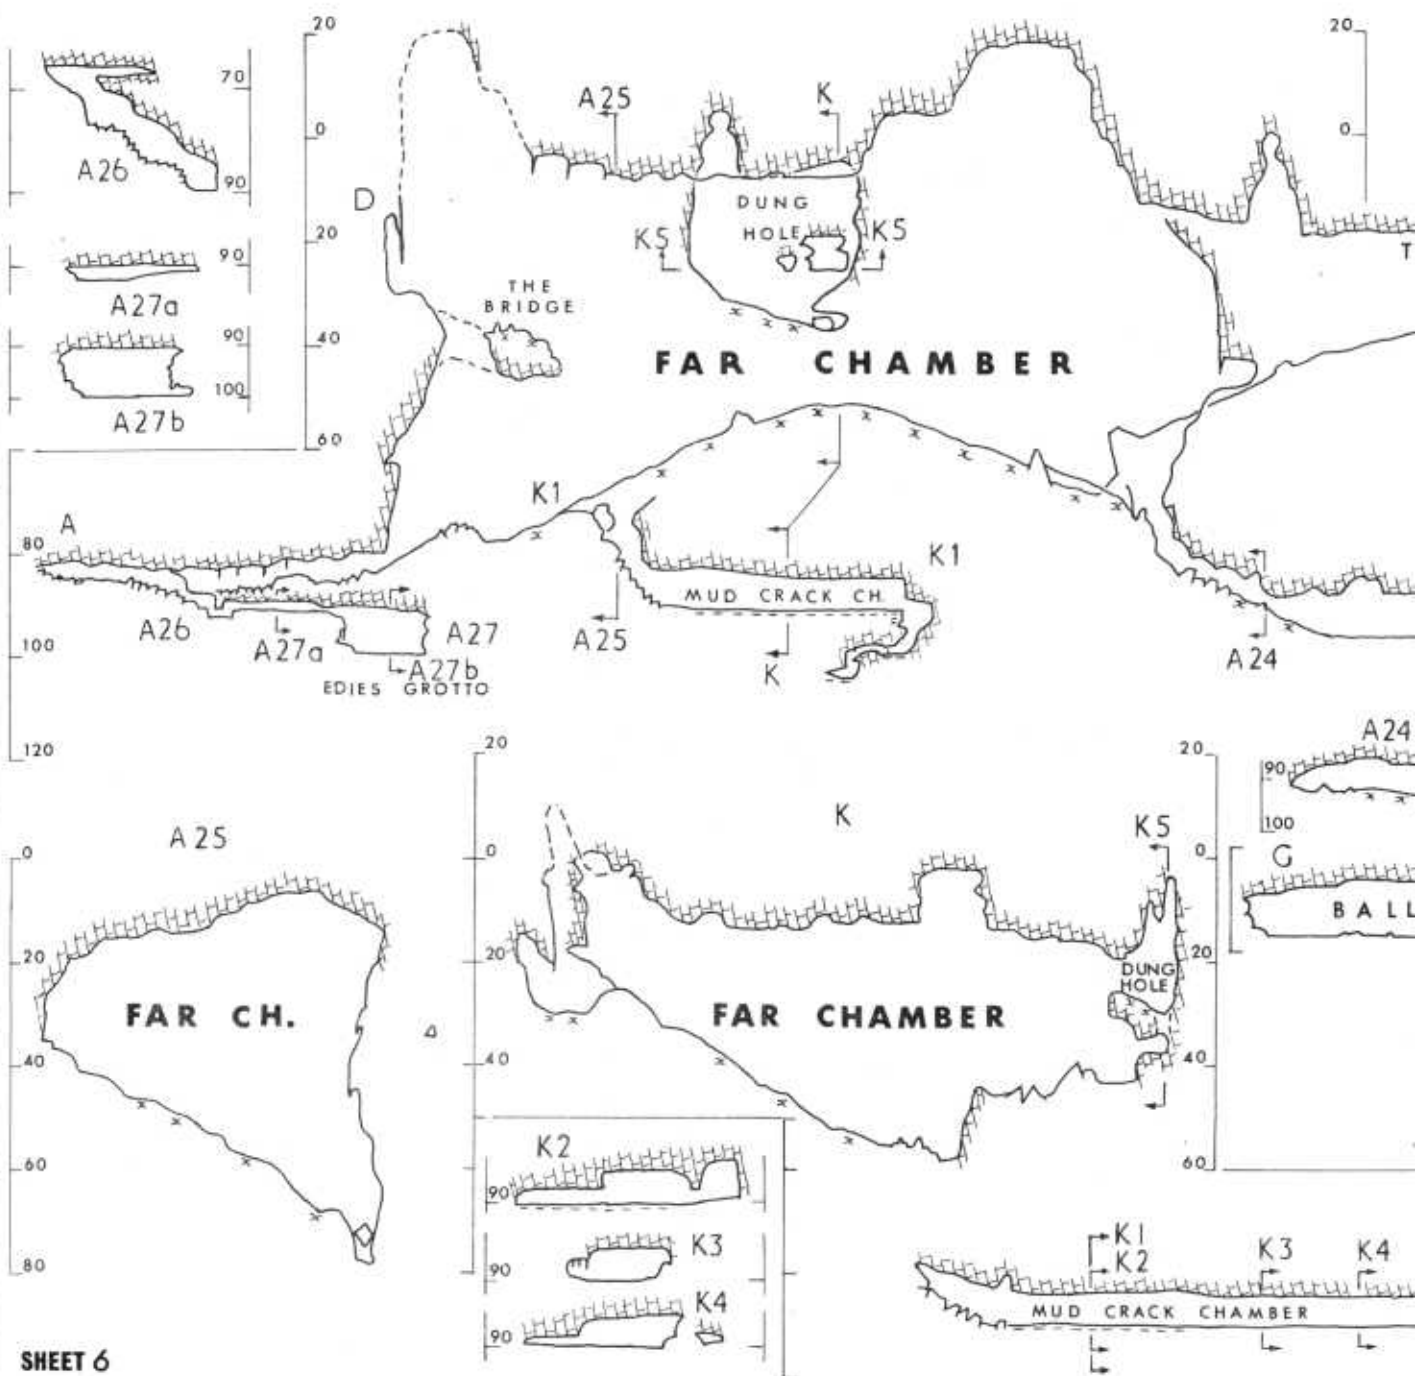 20
20
70
A25
K
0
0
A26
90
D
DUNG
HOLE
K5
K5
20
T
90
A27a
THE
BRIDGE
90
40
FAR CHAMBER
100
A27b
60
K1
A
80
K1
MUD CRACK CH.
A26
A27
A25
100
A27a
A27b
K
A24
EDIES GROTTO
120
20
20
A24
90
100
A25
K
K5
0
0
0
G
BALL
20
20
20
DUNG
HOLE
FAR CH.
FAR CHAMBER
40
40
40
60
60
60
K2
90
K3
80
90
K4
90
K1
K2
K3
K4
MUD CRACK CHAMBER
SHEET 6